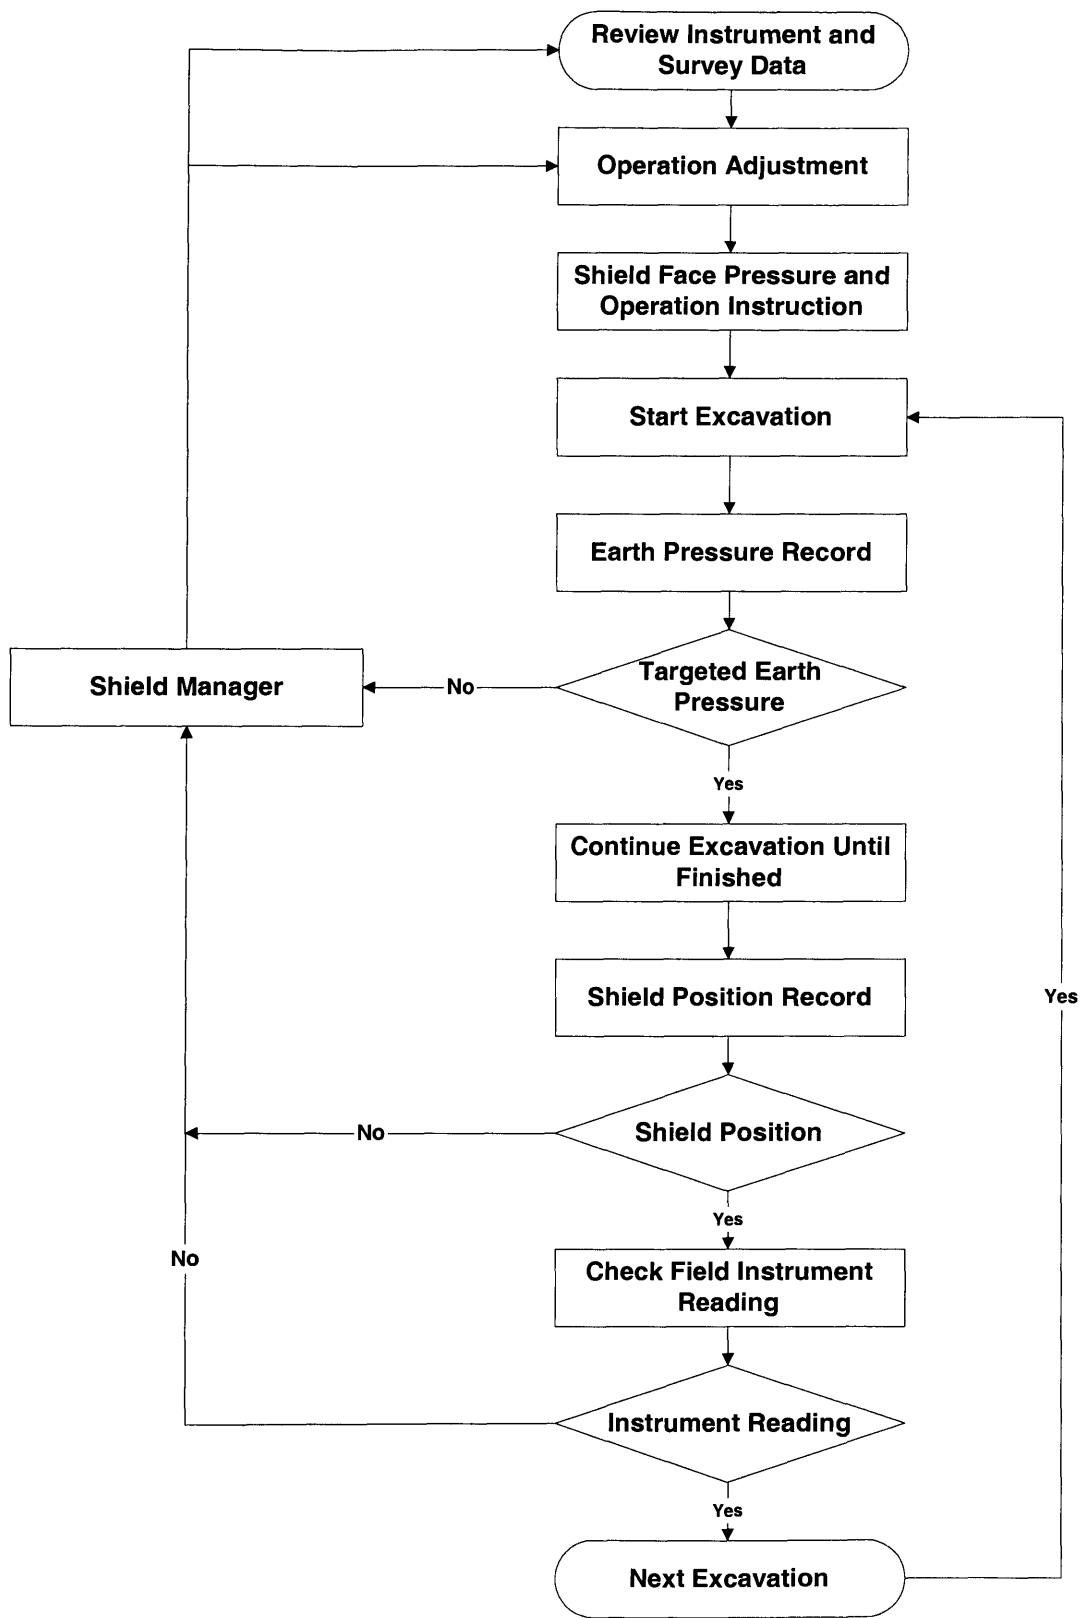 Review Instrument and
Survey Data
Operation Adjustment
Shield Face Pressure and
Operation Instruction
Start Excavation
Earth Pressure Record
Targeted Earth
Pressure
No
Shield Manager
Yes
Continue Excavation Until
Finished
Shield Position Record
Yes
Shield Position
No
Yes
No
Check Field Instrument
Reading
Instrument Reading
Yes
Next Excavation